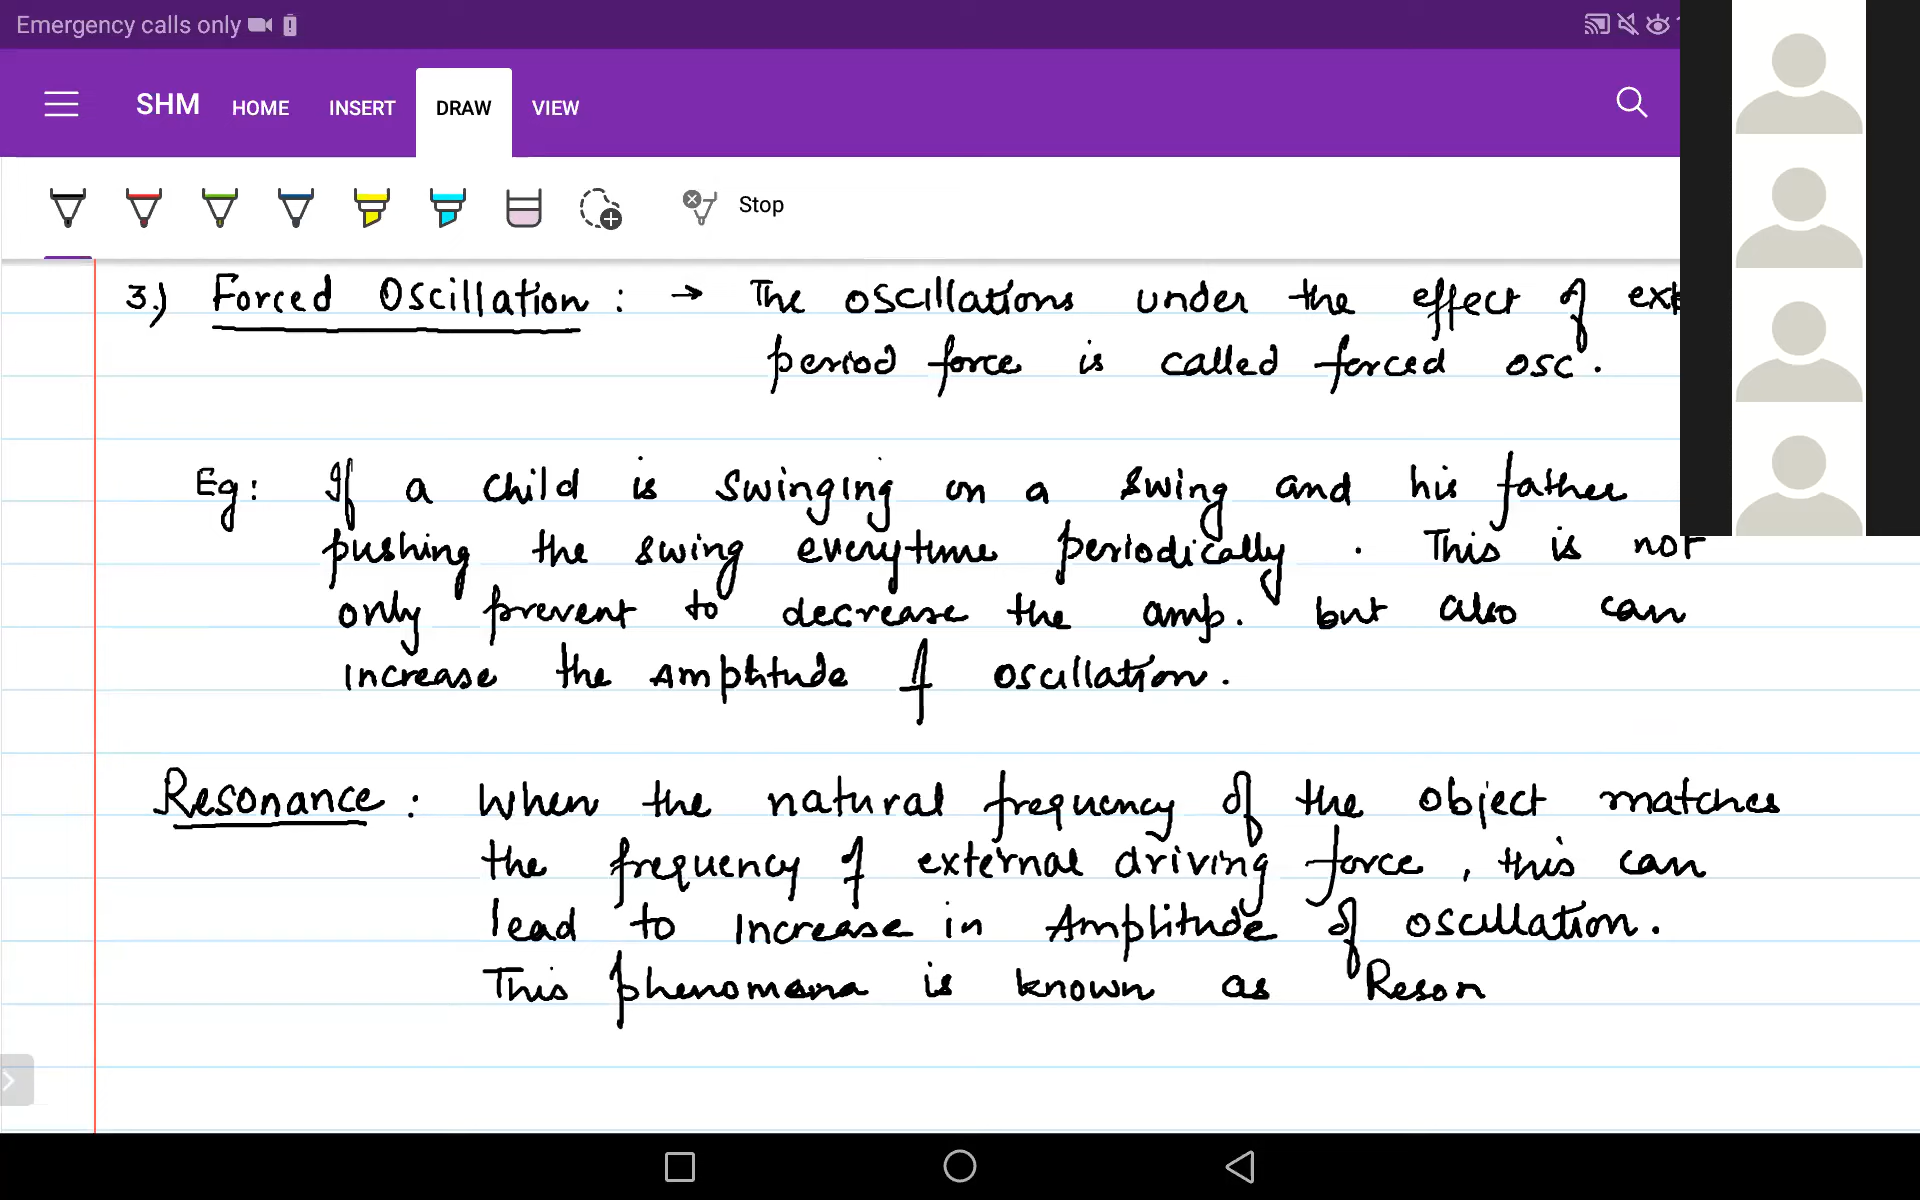 Emergency calls only
SHM HOME INSERT DRAW VIEW
Stop
3.) Forced Oscillation : → The oscillations under the effect of ext
period force is called forced osc.
Eg: If a child is swinging on a swing and his father
pushing the swing everytime periodically. This is not
only prevent to decrease the amp. but also can
increase the amplitude of oscillation.
Resonance : When the natural frequency of the object matches
the frequency of external driving force, this can
lead to increase in Amplitude of oscillation.
This phenomena is known as Reson